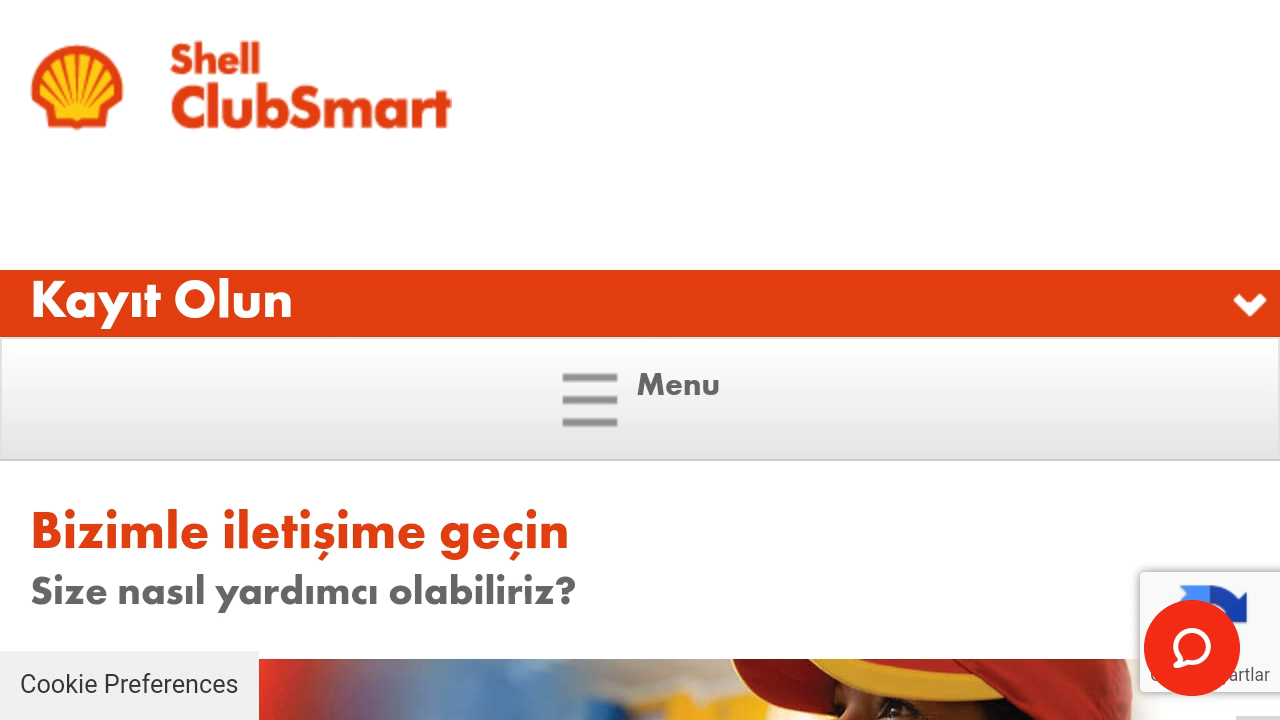 Shell
ClubSmart
Kayıt Olun
Menu
Bizimle iletişime geçin
Size nasıl yardımcı olabiliriz?
Cookie Preferences